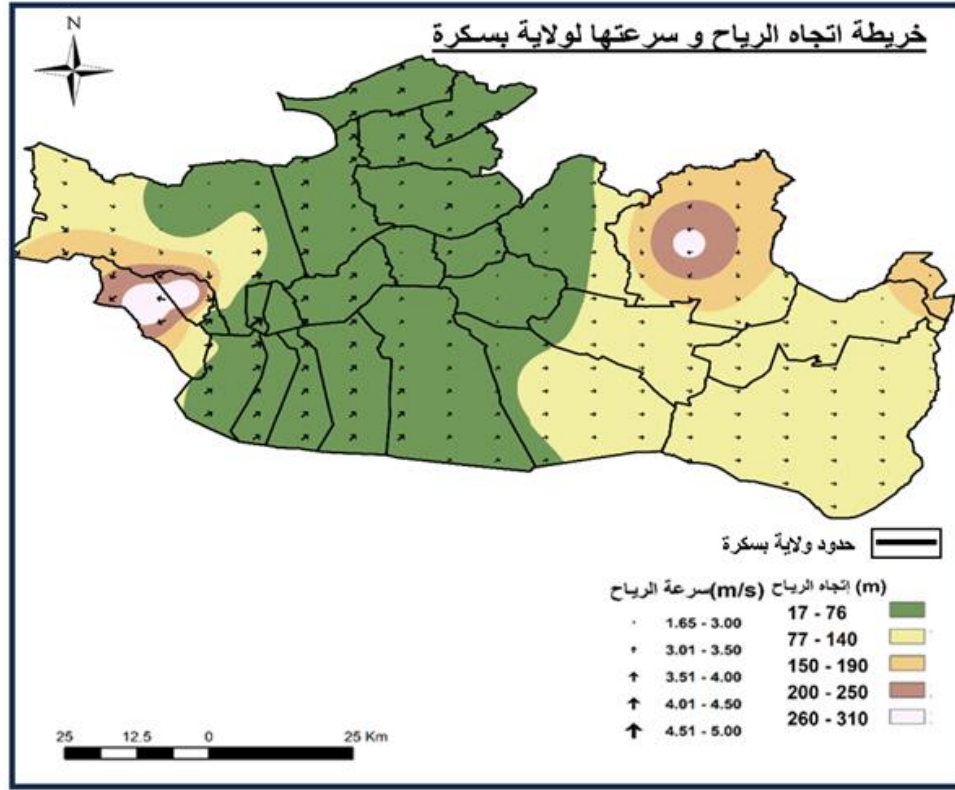 خريطة اتجاه الرياح و سرعتها لولاية بسكرة
N
حدود ولاية بسكرة
إتجاه الرياح (m)
17 - 76
77 - 140
150 - 190
200 - 250
260 - 310
سرعة الرياح(m/s)
1.65 - 3.00
3.01 - 3.50
3.51 - 4.00
4.01 - 4.50
4.51 - 5.00
25 12.5 0 25 Km